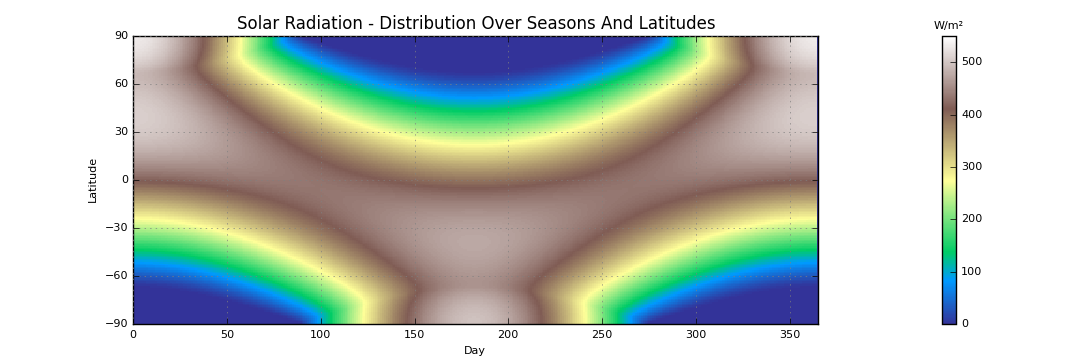 Solar Radiation - Distribution Over Seasons And Latitudes
W/m²
90
60
30
0
−30
−60
−90
Latitude
0 50 100 150 200 250 300 350
Day
500
400
300
200
100
0